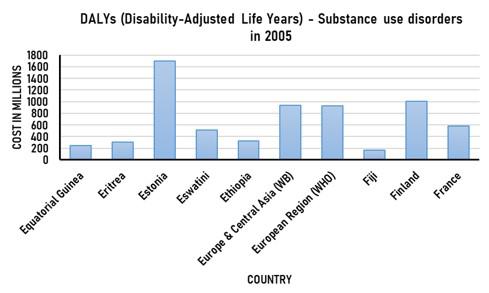 DALYs (Disability-Adjusted Life Years) - Substance use disorders
in 2005
COST IN MILLIONS
1800
1600
1400
1200
1000
800
600
400
200
0
Equatorial Guinea
Eritrea
Estonia
Eswatini
Ethiopia
Europe & Central Asia (WB)
European Region (WHO)
Fiji
Finland
France
COUNTRY